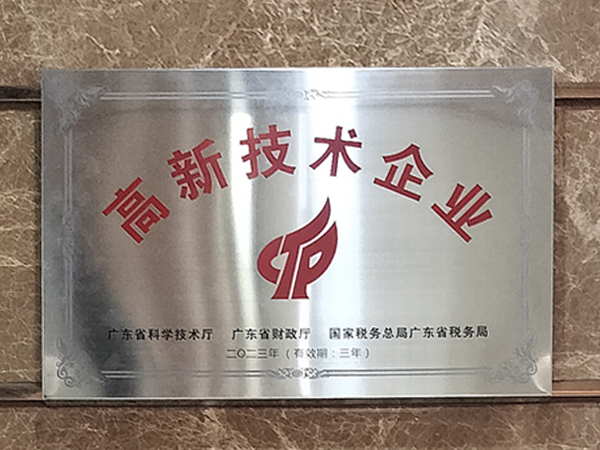 高新技术企业
广东省科学技术厅 广东省财政厅 国家税务总局广东省税务局
二〇二三年（有效期：三年）